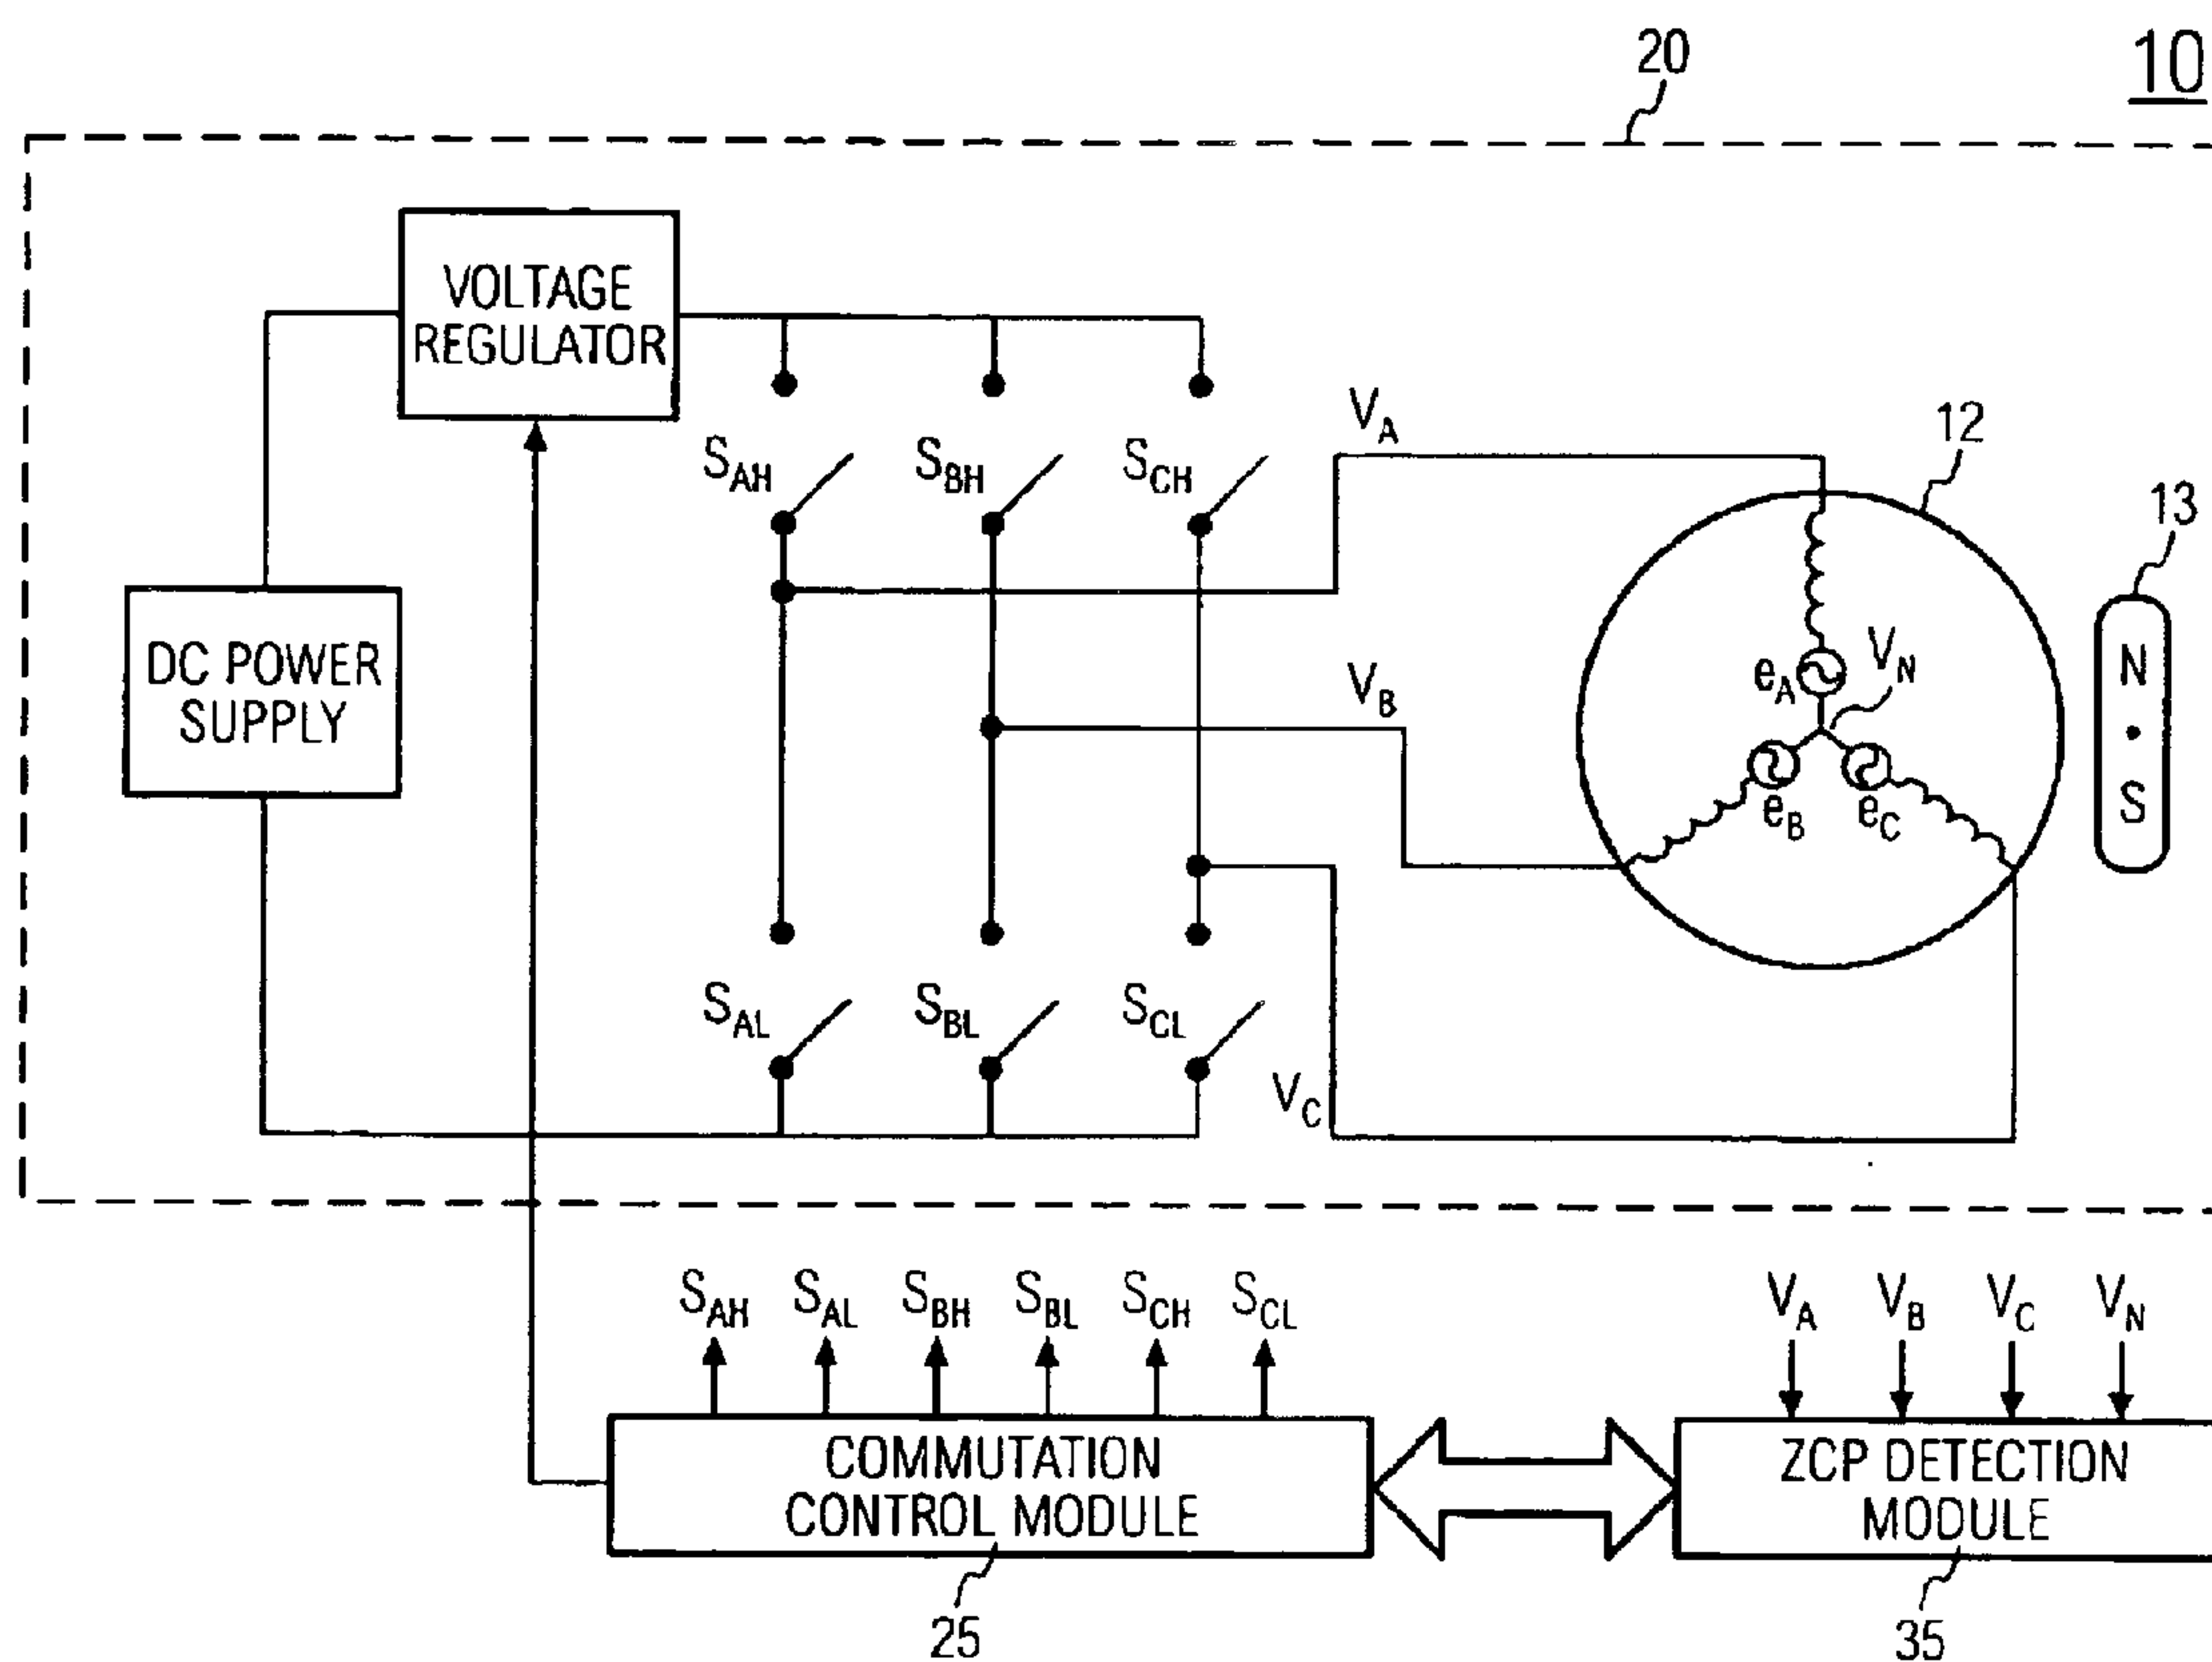 20
10
VOLTAGE
REGULATOR
V_A
S_AH S_BH S_CH
12
13
DC POWER
SUPPLY
V_B
e_A
V_N
N
S
e_B e_C
S_AL S_BL S_CL
V_C
S_AH S_AL S_BH S_BL S_CH S_CL
V_A V_B V_C V_N
COMMUTATION
CONTROL MODULE
ZCP DETECTION
MODULE
25
35